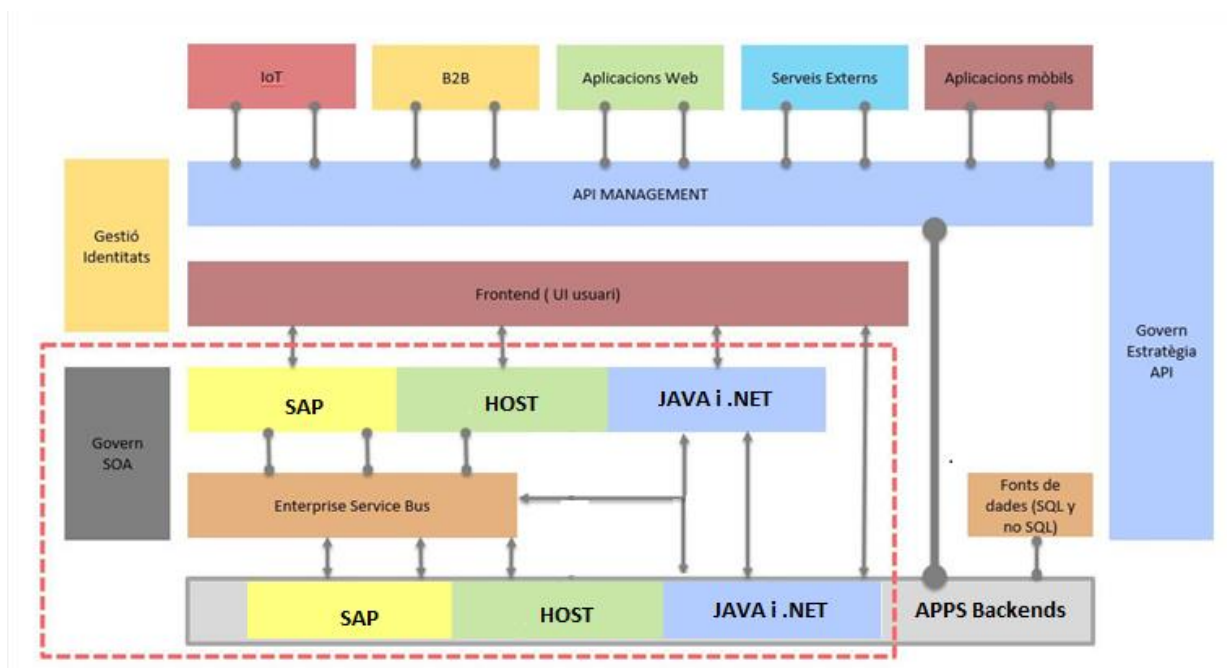 IoT
B2B
Aplicacions Web
Serveis Externs
Aplicacions mòbils
API MANAGEMENT
Gestió
Identitats
Frontend ( UI usuari)
Govern
Estratègia
API
SAP
HOST
JAVA i .NET
Govern
SOA
Enterprise Service Bus
Fonts de
dades (SQL y
no SQL)
SAP
HOST
JAVA i .NET
APPS Backends